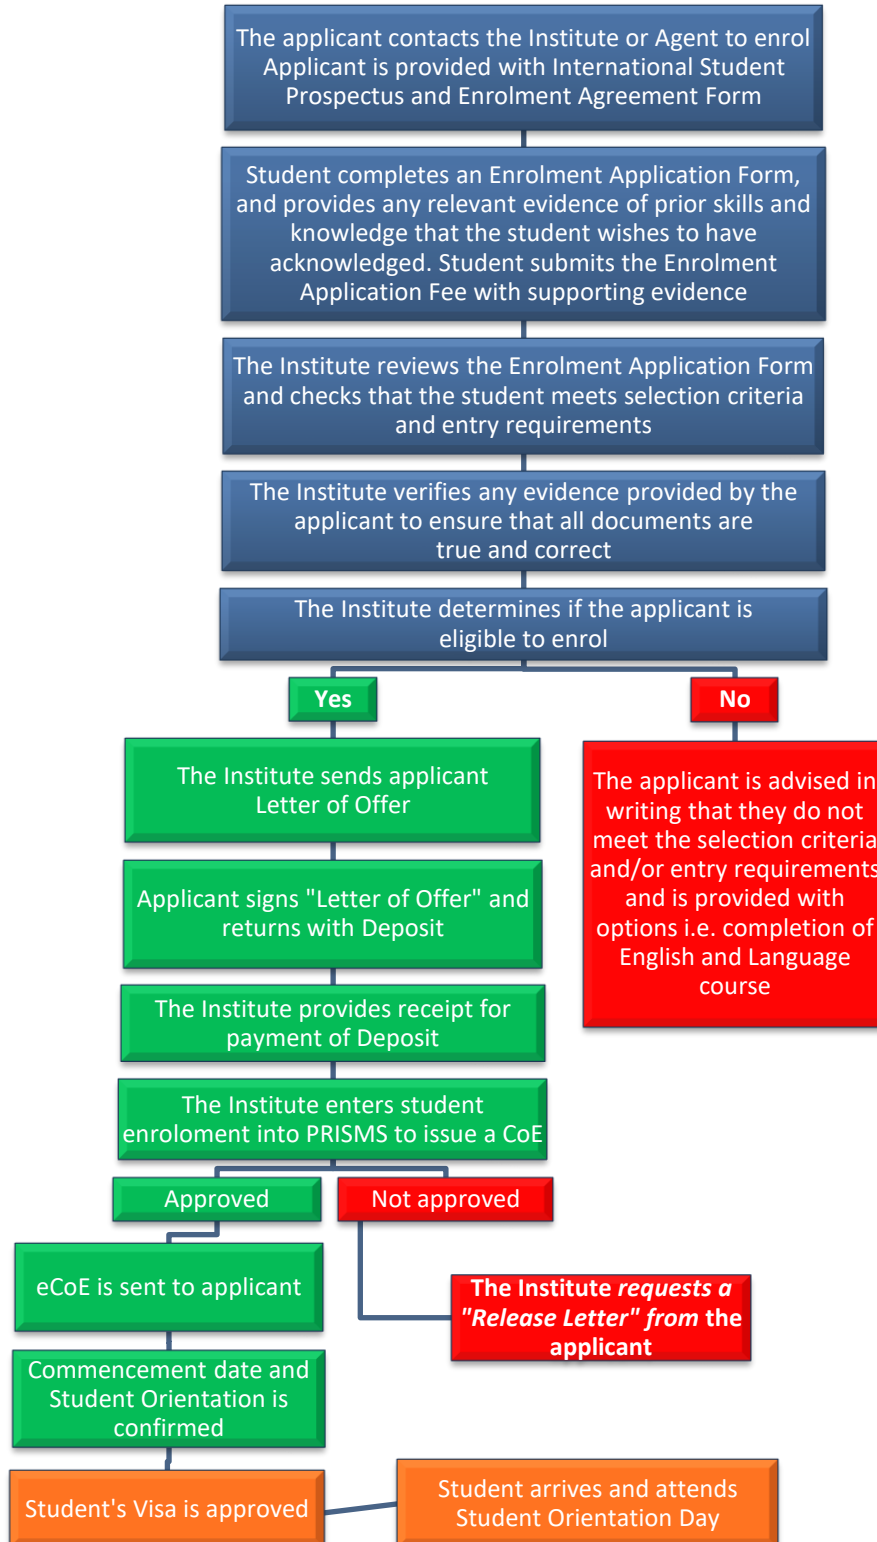 The applicant contacts the Institute or Agent to enrol
Applicant is provided with International Student
Prospectus and Enrolment Agreement Form
Student completes an Enrolment Application Form,
and provides any relevant evidence of prior skills and
knowledge that the student wishes to have
acknowledged. Student submits the Enrolment
Application Fee with supporting evidence
The Institute reviews the Enrolment Application Form
and checks that the student meets selection criteria
and entry requirements
The Institute verifies any evidence provided by the
applicant to ensure that all documents are
true and correct
The Institute determines if the applicant is
eligible to enrol
Yes
No
The Institute sends applicant
Letter of Offer
Applicant signs "Letter of Offer" and
returns with Deposit
The Institute provides receipt for
payment of Deposit
The Institute enters student
enroloment into PRISMS to issue a CoE
The applicant is advised in
writing that they do not
meet the selection criteria
and/or entry requirements
and is provided with
options i.e. completion of
English and Language
course
Approved
Not approved
eCoE is sent to applicant
The Institute requests a
"Release Letter" from the
applicant
Commencement date and
Student Orientation is
confirmed
Student's Visa is approved
Student arrives and attends
Student Orientation Day